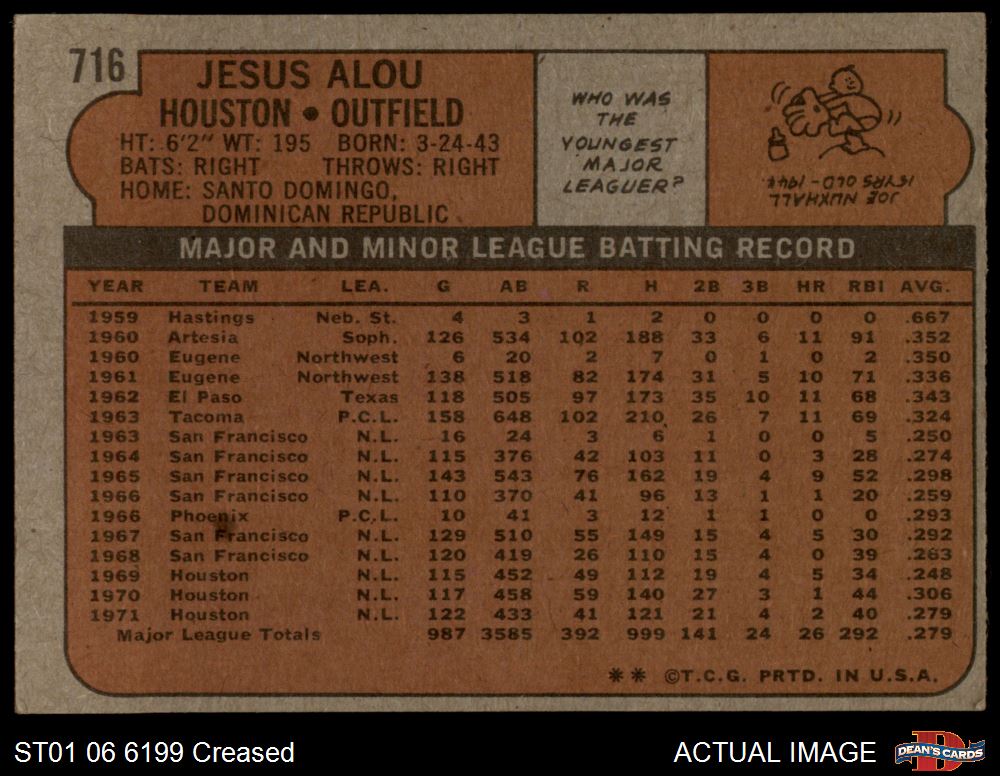 716
JESUS ALOU
HOUSTON • OUTFIELD
HT: 6'2" WT: 195 BORN: 3-24-43
BATS: RIGHT THROWS: RIGHT
HOME: SANTO DOMINGO,
DOMINICAN REPUBLIC
WHO WAS
THE
YOUNGEST
MAJOR
LEAGUER?
JOE NUXHALL
15 YRS OLD - 1944
MAJOR AND MINOR LEAGUE BATTING RECORD
YEAR TEAM LEA. G AB R H 2B 3B HR RBI AVG.
1959 Hastings Neb. St. 4 3 1 2 0 0 0 0 .667
1960 Artesia Soph. 126 534 102 188 33 6 11 91 .352
1960 Eugene Northwest 6 20 2 7 0 1 0 2 .350
1961 Eugene Northwest 138 518 82 174 31 5 10 71 .336
1962 El Paso Texas 118 505 97 173 35 10 11 68 .343
1963 Tacoma P.C.L. 158 648 102 210 26 7 11 69 .324
1963 San Francisco N.L. 16 24 3 6 1 0 0 5 .250
1964 San Francisco N.L. 115 376 42 103 11 0 3 28 .274
1965 San Francisco N.L. 143 543 76 162 19 4 9 52 .298
1966 San Francisco N.L. 110 370 41 96 13 1 1 20 .259
1966 Phoenix P.C.L. 10 41 3 12 1 1 0 0 .293
1967 San Francisco N.L. 129 510 55 149 15 4 5 30 .292
1968 San Francisco N.L. 120 419 26 110 15 4 0 39 .263
1969 Houston N.L. 115 452 49 112 19 4 5 34 .248
1970 Houston N.L. 117 458 59 140 27 3 1 44 .306
1971 Houston N.L. 122 433 41 121 21 4 2 40 .279
Major League Totals 987 3585 392 999 141 24 26 292 .279
** ©T.C.G. PRTD. IN U.S.A.
ST01 06 6199 Creased
ACTUAL IMAGE
D
DEAN'S CARDS